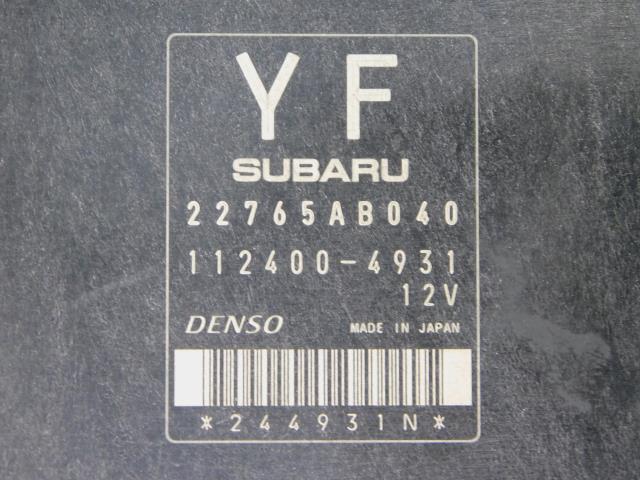 Y F
SUBARU
22765AB040
112400-4931
12V
DENSO MADE IN JAPAN
*244931N*